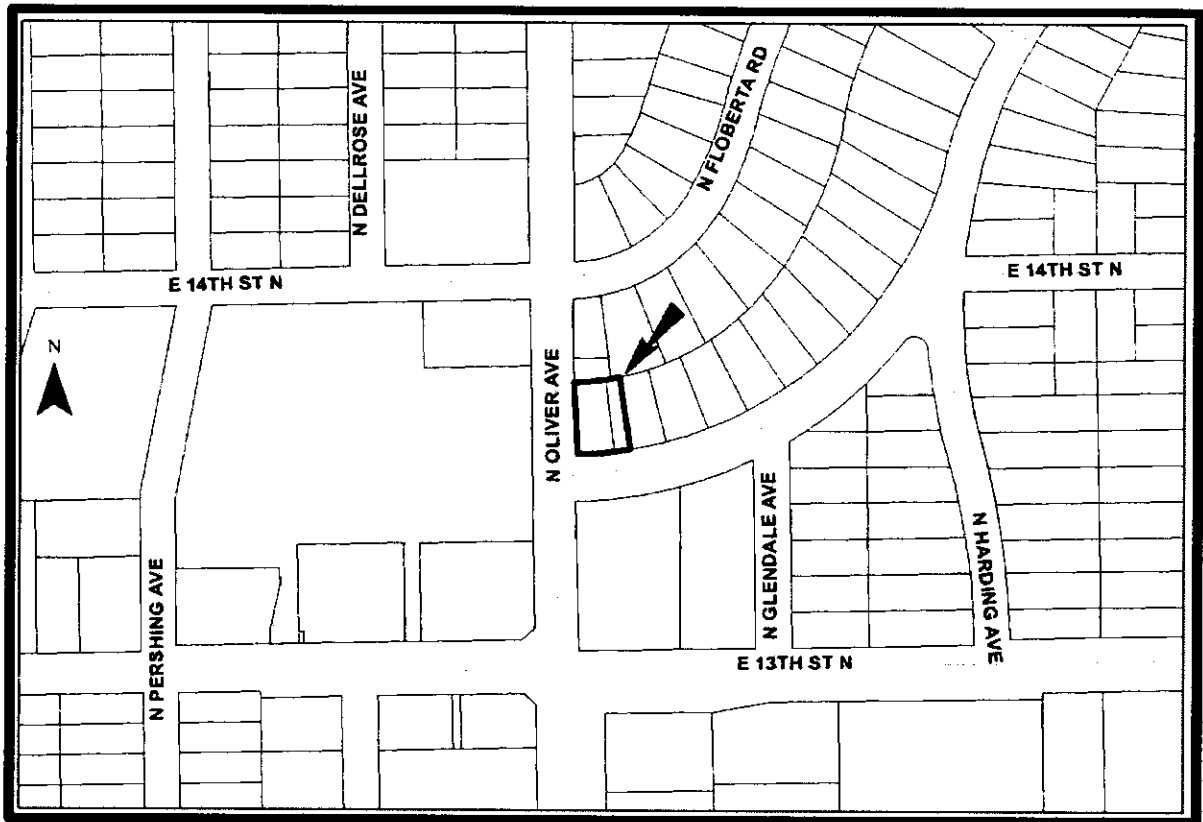 N DELLROSE AVE
N FLOBERTA RD
E 14TH ST N
E 14TH ST N
N
N OLIVER AVE
N PERSHING AVE
N GLENDALE AVE
N HARDING AVE
E 13TH ST N